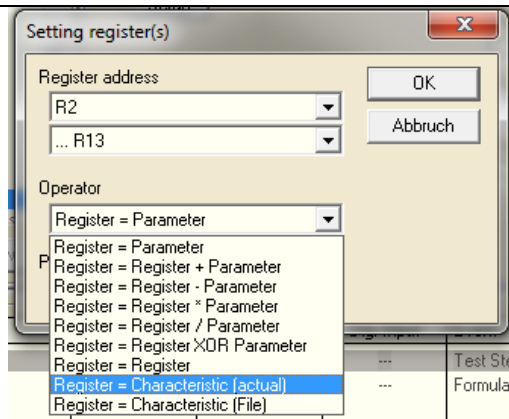 Setting register(s)
Register address
OK
R2
Abbruch
... R13
Operator
Register = Parameter
Register = Parameter
Register = Register + Parameter
Register = Register - Parameter
Register = Register * Parameter
Register = Register / Parameter
Register = Register XOR Parameter
Register = Register
Register = Characteristic (actual)
Register = Characteristic (File)
P
---
Test Ste
---
Formula